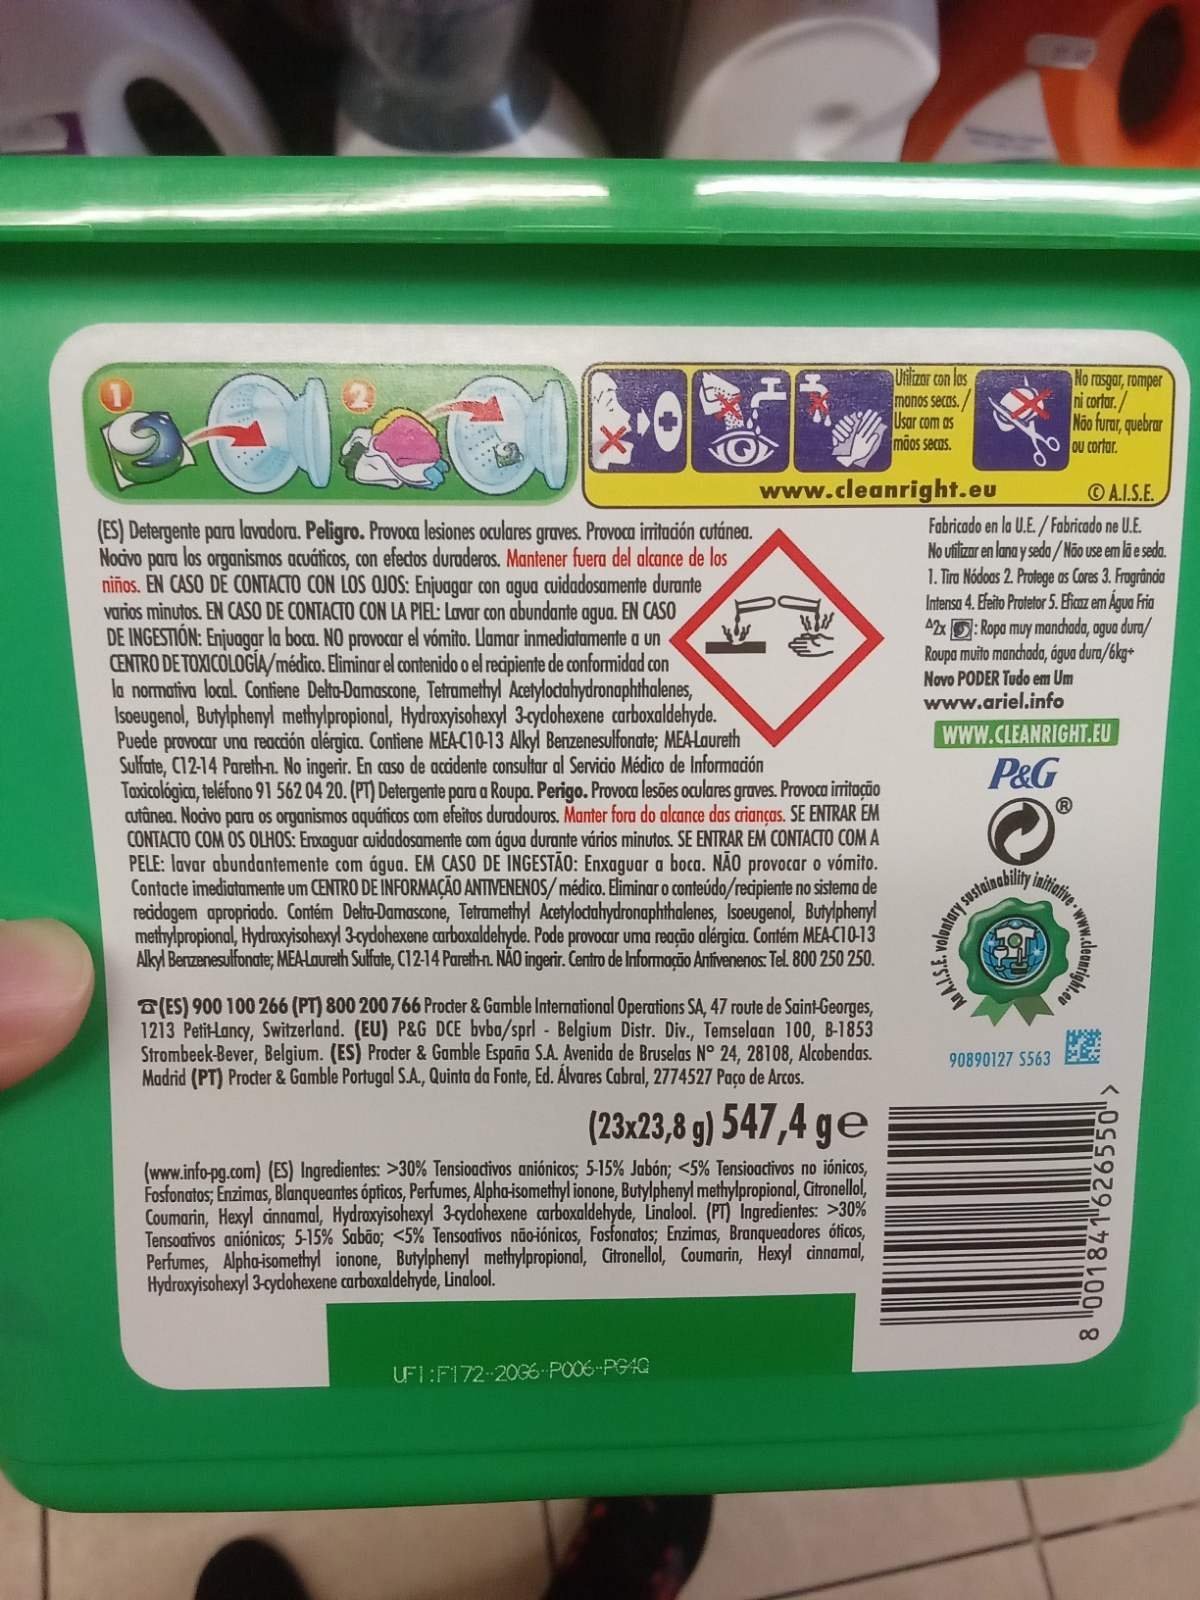 1
2
Utilizar con las
manos secas. /
Usar com as
mãos secas.
No rasgar, romper
ni cortar. /
Não furar, quebrar
ou cortar.
www.cleanright.eu
© A.I.S.E.
(ES) Detergente para lavadora. Peligro. Provoca lesiones oculares graves. Provoca irritación cutánea.
Nocivo para los organismos acuáticos, con efectos duraderos. Mantener fuera del alcance de los
niños. EN CASO DE CONTACTO CON LOS OJOS: Enjuagar con agua cuidadosamente durante
varios minutos. EN CASO DE CONTACTO CON LA PIEL: Lavar con abundante agua. EN CASO
DE INGESTIÓN: Enjuagar la boca. NO provocar el vómito. Llamar inmediatamente a un
CENTRO DE TOXICOLOGÍA/médico. Eliminar el contenido o el recipiente de conformidad con
la normativa local. Contiene Delta-Damascone, Tetramethyl Acetyloctahydronaphthalenes,
Isoeugenol, Butylphenyl methylpropional, Hydroxyisohexyl 3-cyclohexene carboxaldehyde.
Puede provocar una reacción alérgica. Contiene MEA-C10-13 Alkyl Benzenesulfonate; MEA-Laureth
Sulfate, C12-14 Pareth-n. No ingerir. En caso de accidente consultar al Servicio Médico de Información
Toxicológica, teléfono 91 562 04 20. (PT) Detergente para a Roupa. Perigo. Provoca lesões oculares graves. Provoca irritação
cutânea. Nocivo para os organismos aquáticos com efeitos duradouros. Manter fora do alcance das crianças. SE ENTRAR EM
CONTACTO COM OS OLHOS: Enxaguar cuidadosamente com água durante vários minutos. SE ENTRAR EM CONTACTO COM A
PELE: lavar abundantemente com água. EM CASO DE INGESTÃO: Enxaguar a boca. NÃO provocar o vómito.
Contacte imediatamente um CENTRO DE INFORMAÇÃO ANTIVENENOS/médico. Eliminar o conteúdo/recipiente no sistema de
reciclagem apropriado. Contém Delta-Damascone, Tetramethyl Acetyloctahydronaphthalenes, Isoeugenol, Butylphenyl
methylpropional, Hydroxyisohexyl 3-cyclohexene carboxaldehyde. Pode provocar uma reação alérgica. Contém MEA-C10-13
Alkyl Benzenesulfonate; MEA-Laureth Sulfate, C12-14 Pareth-n. NÃO ingerir. Centro de Informação Antivenenos: Tel. 800 250 250.
Fabricado en la U.E. / Fabricado ne U.E.
No utilizar en lana y seda / Não use em lã e seda.
1. Tira Nódoas 2. Protege as Cores 3. Fragrância
Intensa 4. Efeito Protetor 5. Eficaz em Água Fria
∆2x : Ropa muy manchada, agua dura/
Roupa muito manchada, água dura/6kg+
Novo PODER Tudo em Um
www.ariel.info
WWW.CLEANRIGHT.EU
P&G
®
An A.I.S.E. voluntary sustainability initiative • www.cleanright.eu
90890127 S563
☎(ES) 900 100 266 (PT) 800 200 766 Procter & Gamble International Operations SA, 47 route de Saint-Georges,
1213 Petit-Lancy, Switzerland. (EU) P&G DCE bvba/sprl - Belgium Distr. Div., Temselaan 100, B-1853
Strombeek-Bever, Belgium. (ES) Procter & Gamble España S.A. Avenida de Bruselas Nº 24, 28108, Alcobendas.
Madrid (PT) Procter & Gamble Portugal S.A., Quinta da Fonte, Ed. Álvares Cabral, 2774527 Paço de Arcos.
(23x23,8 g) 547,4 g e
(www.info-pg.com) (ES) Ingredientes: >30% Tensioactivos aniónicos; 5-15% Jabón; <5% Tensioactivos no iónicos,
Fosfonatos; Enzimas, Blanqueantes ópticos, Perfumes, Alpha-isomethyl ionone, Butylphenyl methylpropional, Citronellol,
Coumarin, Hexyl cinnamal, Hydroxyisohexyl 3-cyclohexene carboxaldehyde, Linalool. (PT) Ingredientes: >30%
Tensoativos aniónicos; 5-15% Sabão; <5% Tensoativos não-iónicos, Fosfonatos; Enzimas, Branqueadores óticos,
Perfumes, Alpha-isomethyl ionone, Butylphenyl methylpropional, Citronellol, Coumarin, Hexyl cinnamal,
Hydroxyisohexyl 3-cyclohexene carboxaldehyde, Linalool.
8 001841 626550 >
UFI:F172-20G6-P006-PG4Q